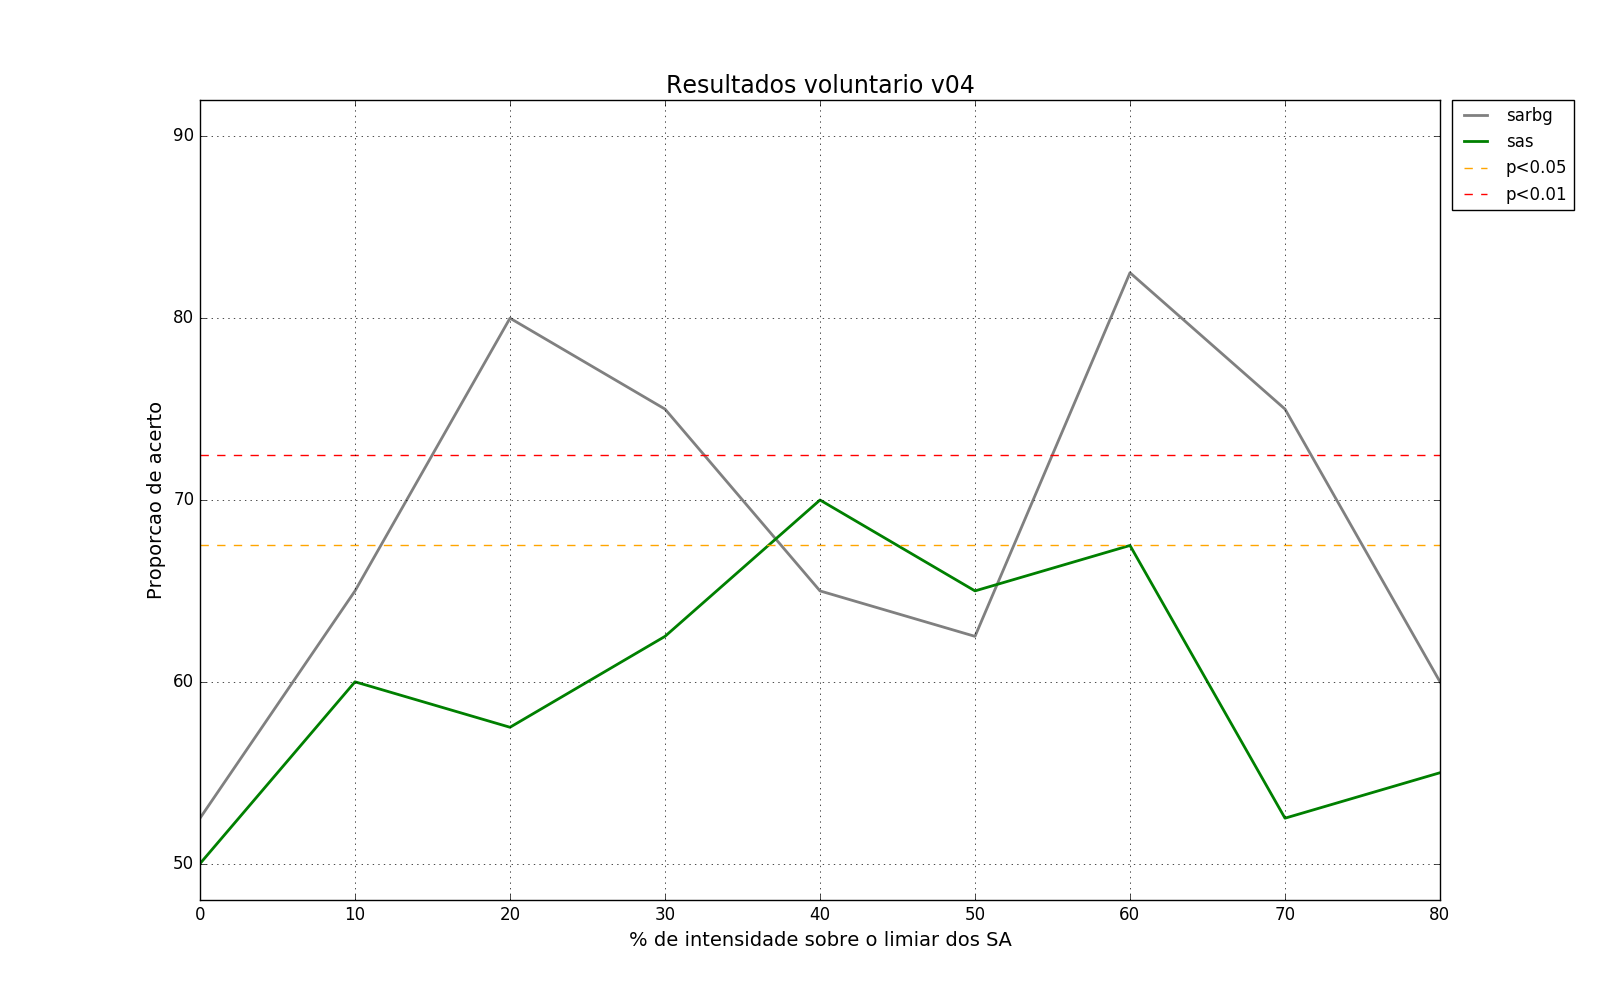 Resultados voluntario v04
sarbg
sas
p<0.05
p<0.01
90
80
70
60
50
Proporcao de acerto
0 10 20 30 40 50 60 70 80
% de intensidade sobre o limiar dos SA